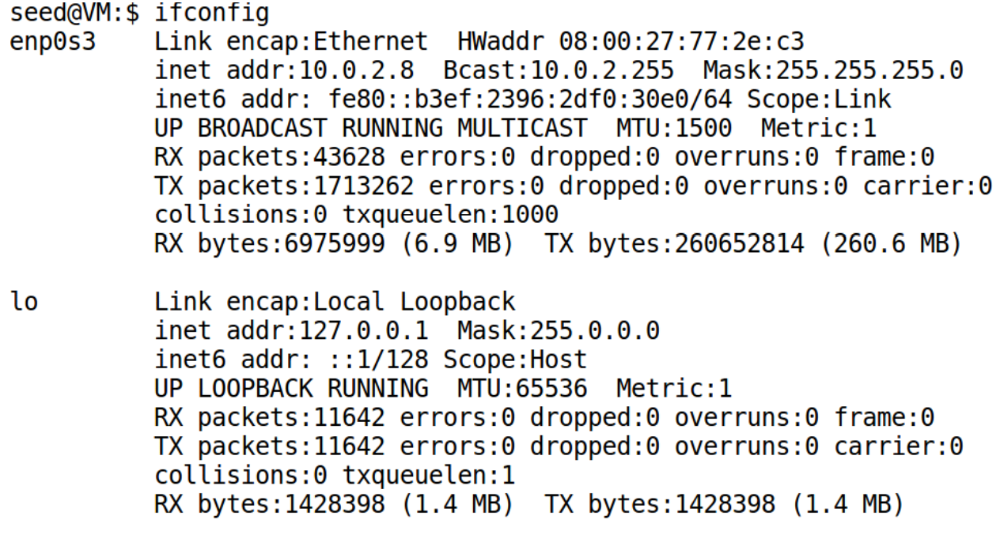 seed@VM:$ ifconfig
enp0s3    Link encap:Ethernet  HWaddr 08:00:27:77:2e:c3
          inet addr:10.0.2.8  Bcast:10.0.2.255  Mask:255.255.255.0
          inet6 addr: fe80::b3ef:2396:2df0:30e0/64 Scope:Link
          UP BROADCAST RUNNING MULTICAST  MTU:1500  Metric:1
          RX packets:43628 errors:0 dropped:0 overruns:0 frame:0
          TX packets:1713262 errors:0 dropped:0 overruns:0 carrier:0
          collisions:0 txqueuelen:1000
          RX bytes:6975999 (6.9 MB)  TX bytes:260652814 (260.6 MB)

lo        Link encap:Local Loopback
          inet addr:127.0.0.1  Mask:255.0.0.0
          inet6 addr: ::1/128 Scope:Host
          UP LOOPBACK RUNNING  MTU:65536  Metric:1
          RX packets:11642 errors:0 dropped:0 overruns:0 frame:0
          TX packets:11642 errors:0 dropped:0 overruns:0 carrier:0
          collisions:0 txqueuelen:1
          RX bytes:1428398 (1.4 MB)  TX bytes:1428398 (1.4 MB)